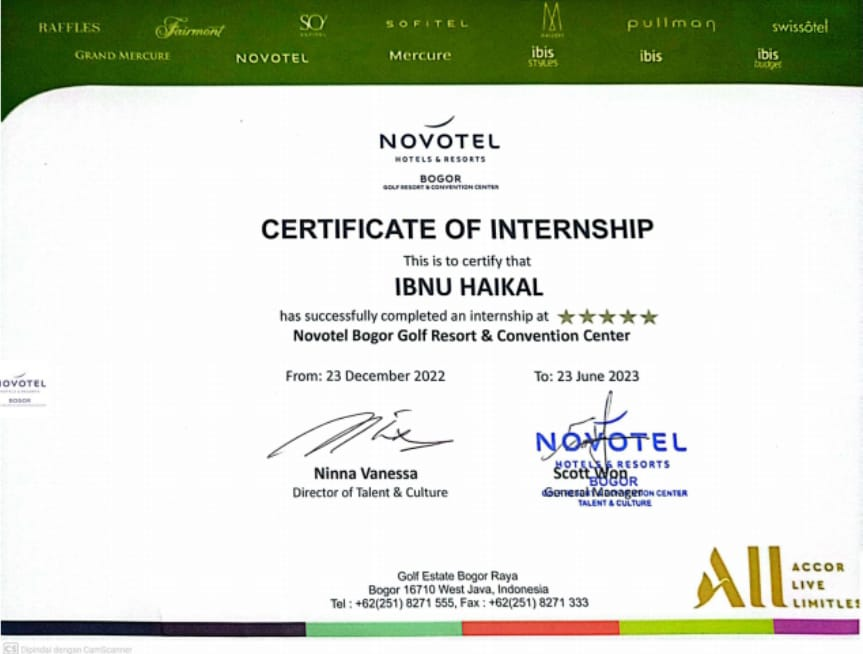 RAFFLES Fairmont SO/ SOFITEL SOFITEL pullman swissôtel
GRAND MERCURE NOVOTEL Mercure ibis STYLES ibis ibis budget
NOVOTEL
HOTELS & RESORTS
BOGOR
GOLF RESORT & CONVENTION CENTER
CERTIFICATE OF INTERNSHIP
This is to certify that
IBNU HAIKAL
has successfully completed an internship at
Novotel Bogor Golf Resort & Convention Center
From: 23 December 2022 To: 23 June 2023
NOVOTEL
HOTELS & RESORTS
BOGOR
NOVOTEL
HOTELS & RESORTS
BOGOR
TALENT & CULTURE
Ninna Vanessa Scott Won
Director of Talent & Culture General Manager
Golf Estate Bogor Raya
Bogor 16710 West Java, Indonesia
Tel : +62(251) 8271 555, Fax : +62(251) 8271 333
ALL ACCOR
LIVE
LIMITLES
CS Dipindai dengan CamScanner